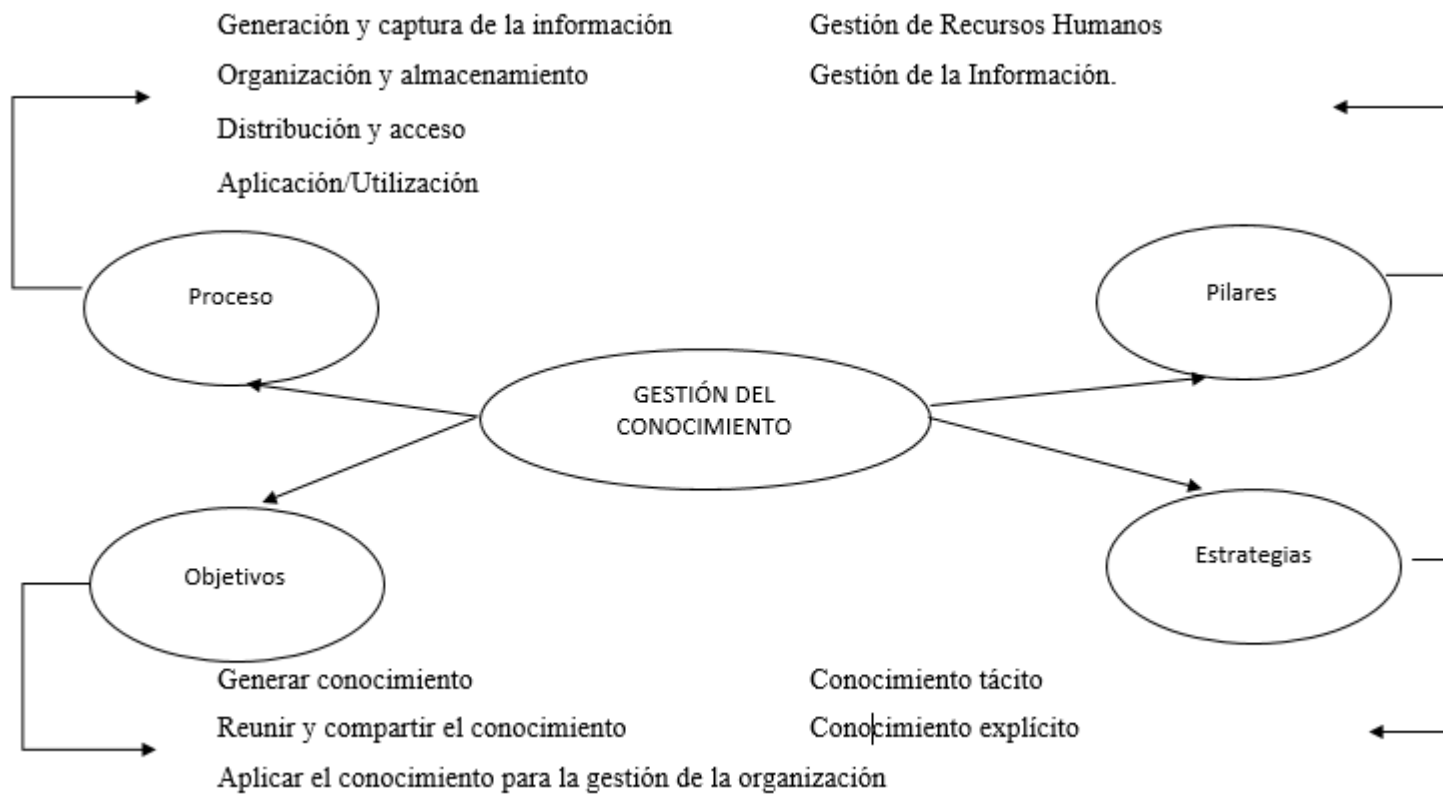 Generación y captura de la información
Gestión de Recursos Humanos
Organización y almacenamiento
Gestión de la Información.
Distribución y acceso
Aplicación/Utilización
Proceso
Pilares
GESTIÓN DEL
CONOCIMIENTO
Objetivos
Estrategias
Generar conocimiento
Conocimiento tácito
Reunir y compartir el conocimiento
Conocimiento explícito
Aplicar el conocimiento para la gestión de la organización